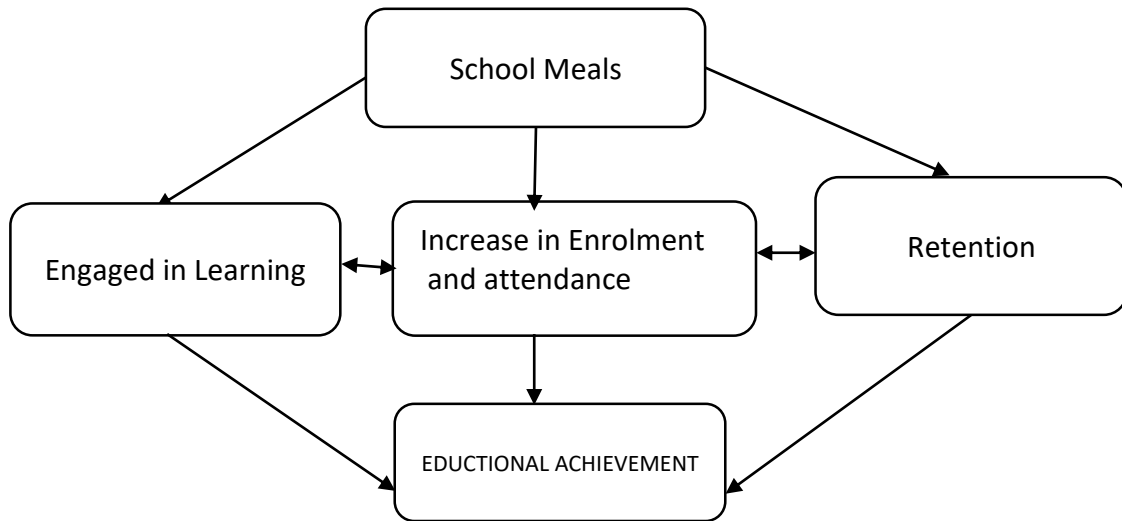 School Meals
Engaged in Learning
Increase in Enrolment
and attendance
Retention
EDUCTIONAL ACHIEVEMENT